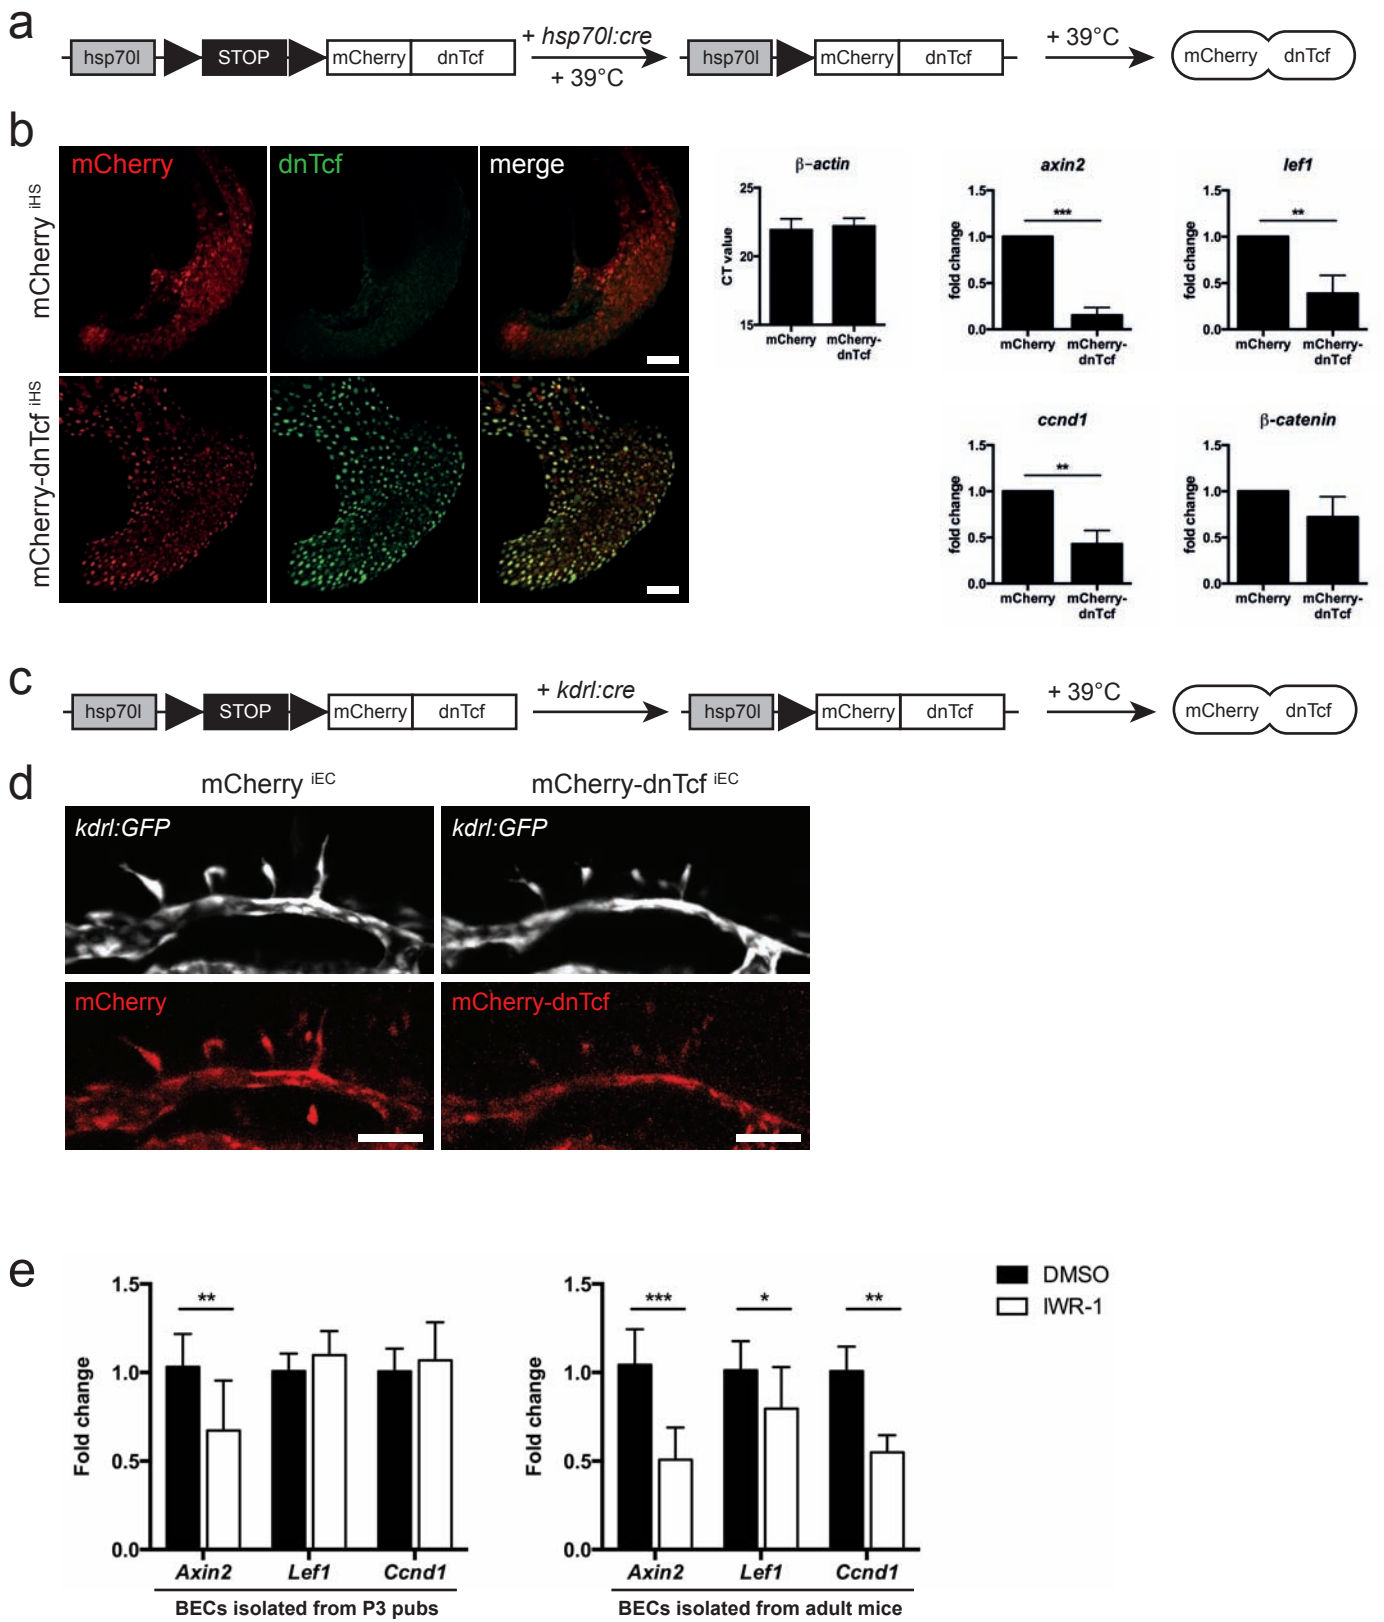 a
hsp70l STOP mCherry dnTcf + hsp70l:cre + 39°C hsp70l mCherry dnTcf + 39°C mCherry dnTcf
b
mCherry dnTcf merge
mCherry iHS
mCherry-dnTcf iHS
β-actin
CT value
25
20
15
mCherry mCherry-
dnTcf
axin2
fold change
1.5
1.0
0.5
0.0
***
mCherry mCherry-
dnTcf
lef1
fold change
1.5
1.0
0.5
0.0
**
mCherry mCherry-
dnTcf
ccnd1
fold change
1.5
1.0
0.5
0.0
**
mCherry mCherry-
dnTcf
β-catenin
fold change
1.5
1.0
0.5
0.0
mCherry mCherry-
dnTcf
c
hsp70l STOP mCherry dnTcf + kdrl:cre hsp70l mCherry dnTcf + 39°C mCherry dnTcf
d
mCherry iEC mCherry-dnTcf iEC
kdrl:GFP kdrl:GFP
mCherry mCherry-dnTcf
e
Fold change
1.5
1.0
0.5
0.0
**
Axin2 Lef1 Ccnd1
BECs isolated from P3 pubs
Fold change
1.5
1.0
0.5
0.0
*** * **
Axin2 Lef1 Ccnd1
BECs isolated from adult mice
DMSO
IWR-1